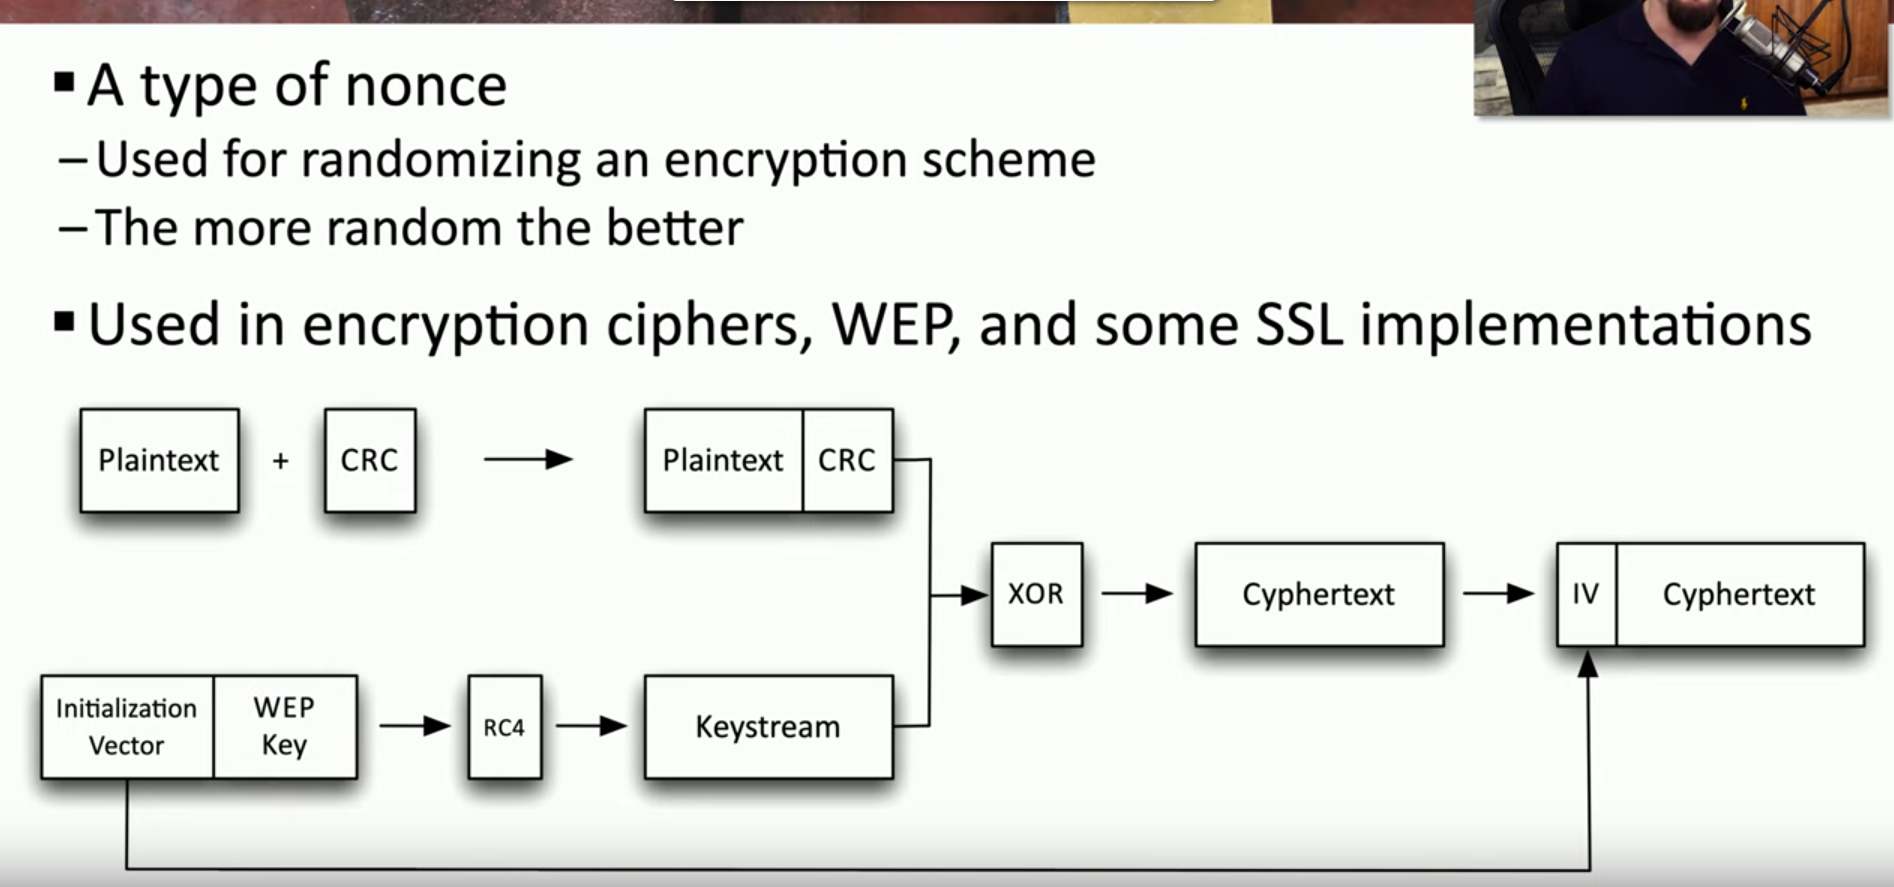 ▪ A type of nonce
– Used for randomizing an encryption scheme
– The more random the better
▪ Used in encryption ciphers, WEP, and some SSL implementations
Plaintext + CRC Plaintext CRC
XOR Cyphertext IV Cyphertext
Initialization
Vector
WEP
Key
RC4
Keystream